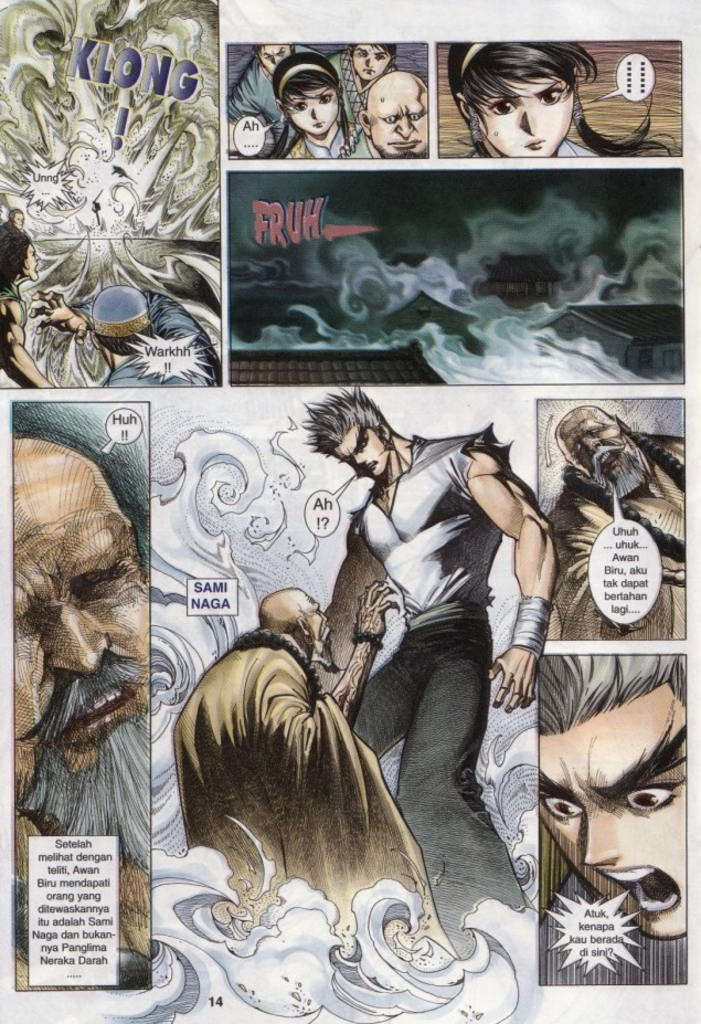 KLONG
!
Unng
...
Warkhh
!!
Ah
....
........
FRUH
Huh
!!
Setelah
melihat dengan
teliti, Awan
Biru mendapati
orang yang
ditewaskannya
itu adalah Sami
Naga dan bukan-
nya Panglima
Neraka Darah
.....
SAMI
NAGA
Ah
!?
Uhuh
... uhuk...
Awan
Biru, aku
tak dapat
bertahan
lagi....
Atuk,
kenapa
kau berada
di sini?
14